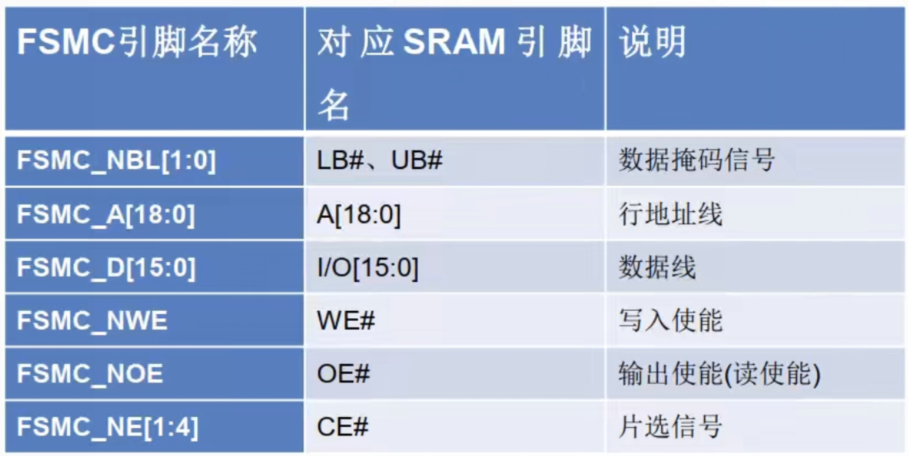 FSMC引脚名称 对应SRAM引脚名 说明
FSMC_NBL[1:0] LB#、UB# 数据掩码信号
FSMC_A[18:0] A[18:0] 行地址线
FSMC_D[15:0] I/O[15:0] 数据线
FSMC_NWE WE# 写入使能
FSMC_NOE OE# 输出使能(读使能)
FSMC_NE[1:4] CE# 片选信号